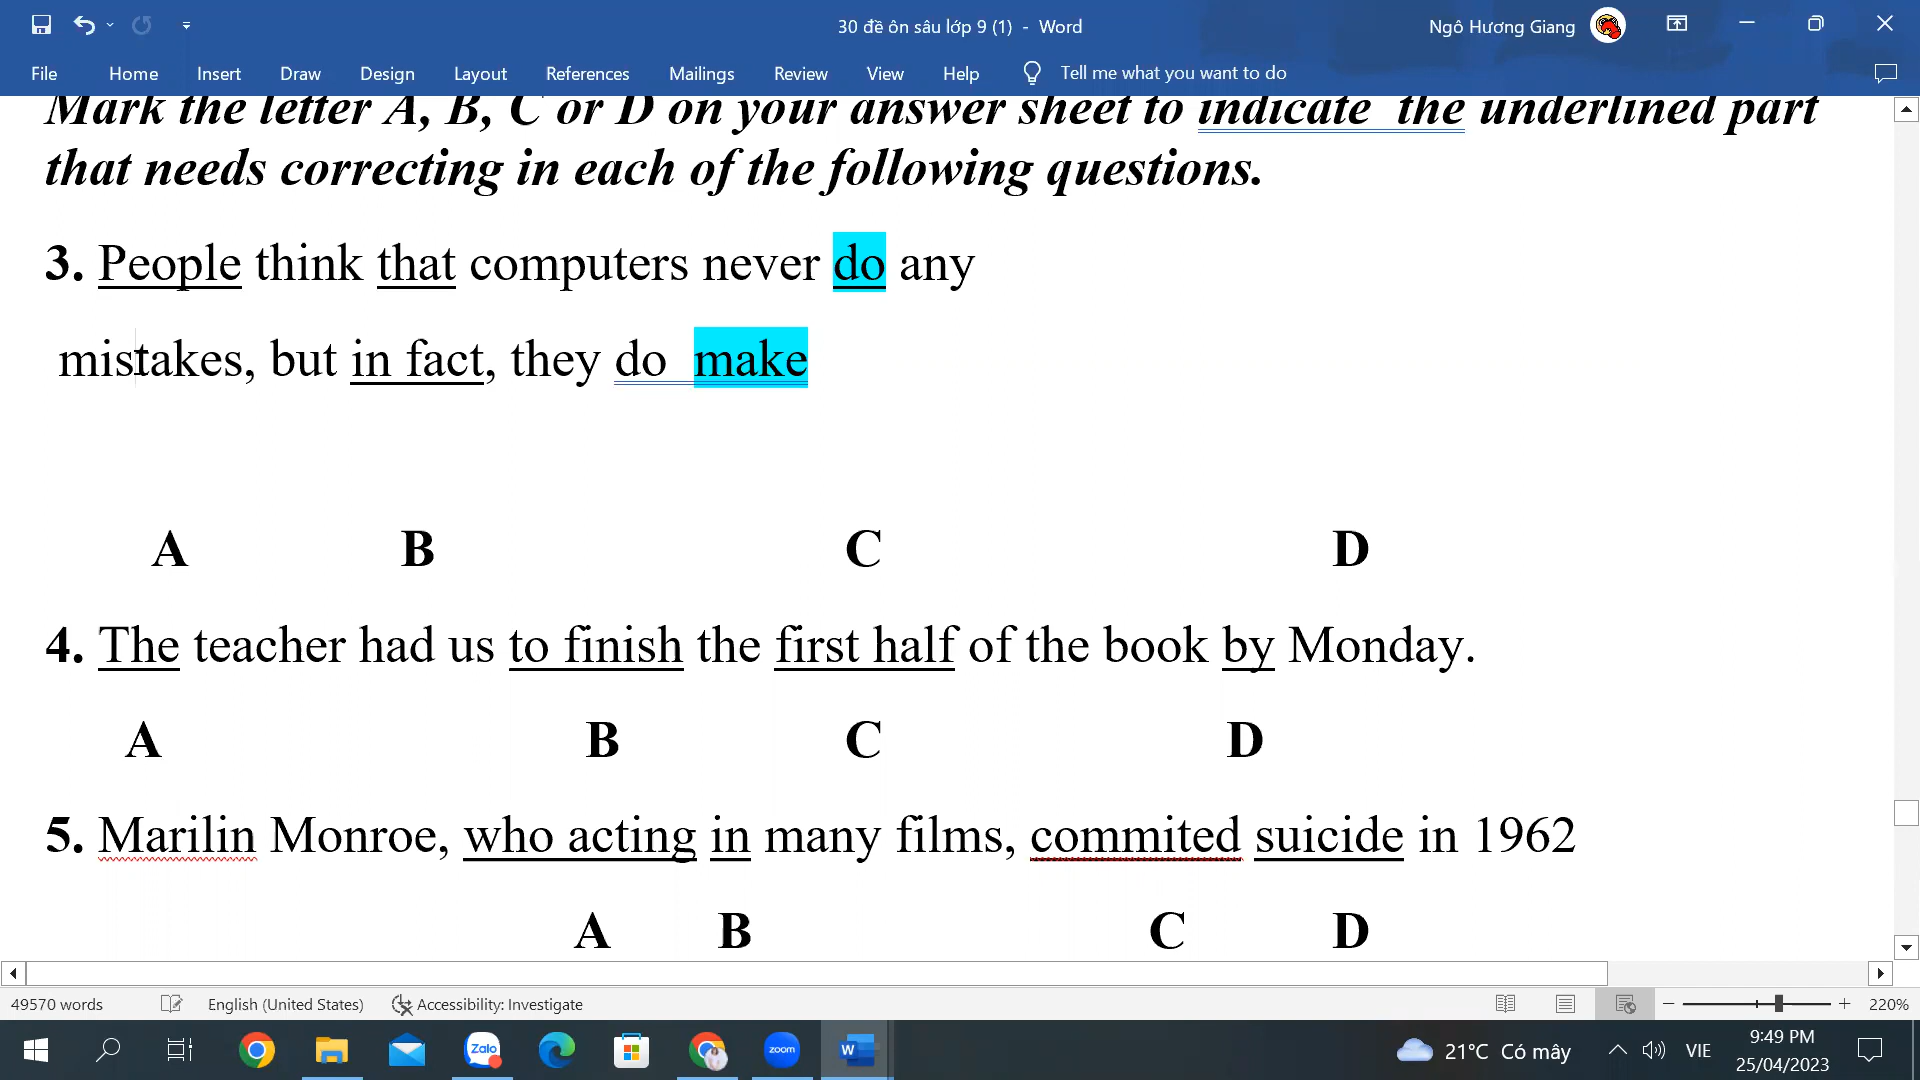 30 đề ôn sâu lớp 9 (1) - Word
Ngô Hương Giang
File Home Insert Draw Design Layout References Mailings Review View Help Tell me what you want to do
Mark the letter A, B, C or D on your answer sheet to indicate the underlined part
that needs correcting in each of the following questions.
3. People think that computers never do any
mistakes, but in fact, they do make
A B C D
4. The teacher had us to finish the first half of the book by Monday.
A B C D
5. Marilin Monroe, who acting in many films, commited suicide in 1962
A B C D
49570 words English (United States) Accessibility: Investigate 220%
Zalo zoom W 21°C Có mây VIE 9:49 PM
25/04/2023